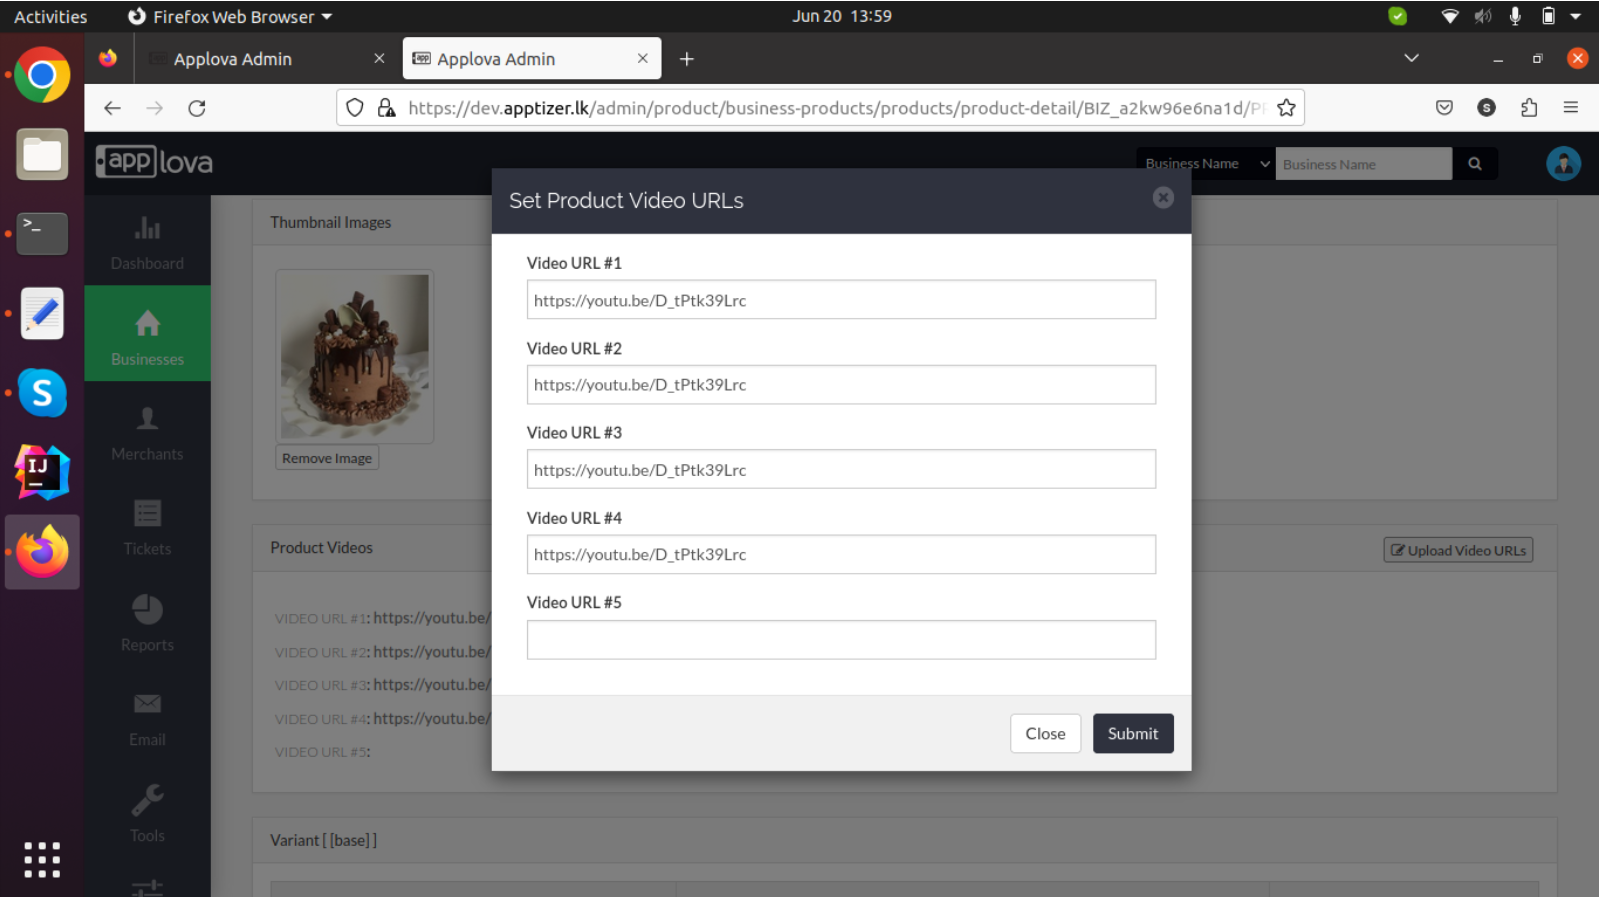 Activities
Firefox Web Browser
Jun 20 13:59
Applova Admin
Applova Admin
https://dev.apptizer.lk/admin/product/business-products/products/product-detail/BIZ_a2kw96e6na1d/
S
app lova
Business Name
Business Name
Set Product Video URLs
Thumbnail Images
Dashboard
Businesses
Merchants
Tickets
Reports
Email
Tools
Remove Image
Video URL #1
https://youtu.be/D_tPtk39Lrc
Video URL #2
https://youtu.be/D_tPtk39Lrc
Video URL #3
https://youtu.be/D_tPtk39Lrc
Video URL #4
https://youtu.be/D_tPtk39Lrc
Video URL #5
Close
Submit
Product Videos
Upload Video URLs
VIDEO URL #1: https://youtu.be/
VIDEO URL #2: https://youtu.be/
VIDEO URL #3: https://youtu.be/
VIDEO URL #4: https://youtu.be/
VIDEO URL #5:
Variant [ [base] ]
>_
S
IJ